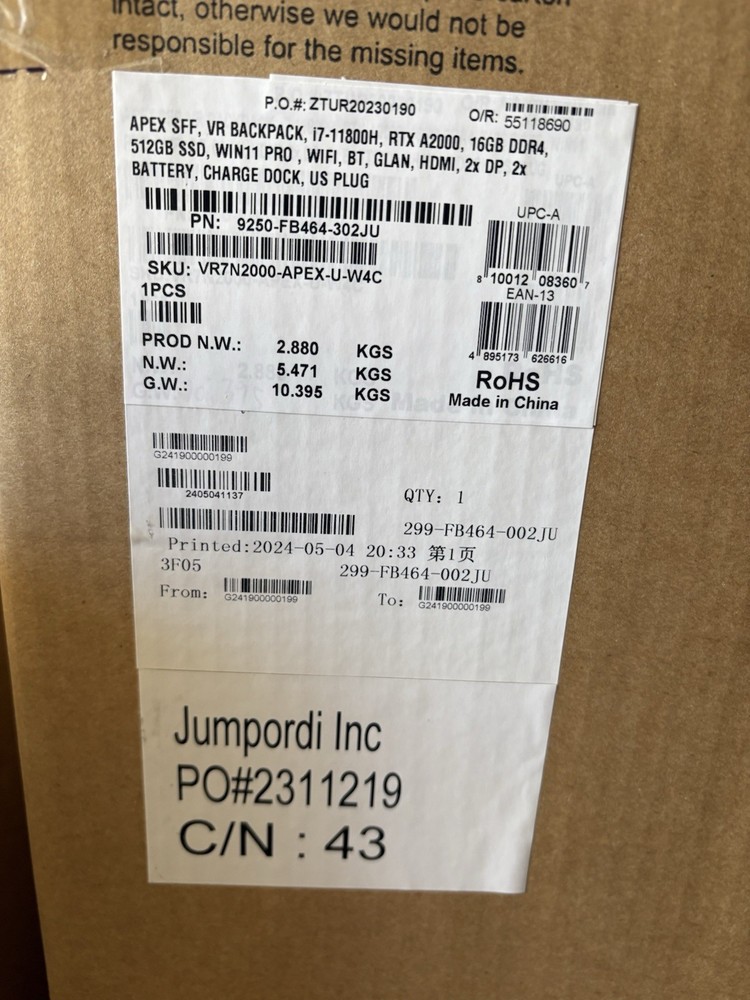 intact, otherwise we would not be
responsible for the missing items.
P.O.#: ZTUR20230190
O/R: 55118690
APEX SFF, VR BACKPACK, i7-11800H, RTX A2000, 16GB DDR4,
512GB SSD, WIN11 PRO , WIFI, BT, GLAN, HDMI, 2x DP, 2x
BATTERY, CHARGE DOCK, US PLUG
PN: 9250-FB464-302JU
UPC-A
8 10012 08360 7
SKU: VR7N2000-APEX-U-W4C
EAN-13
1PCS
4 895173 626616
PROD N.W.: 2.880 KGS
N.W.: 5.471 KGS
G.W.: 10.395 KGS
RoHS
Made in China
G241900000199
2405041137
QTY: 1
299-FB464-002JU
Printed:2024-05-04 20:33 第1页
3F05 299-FB464-002JU
From: G241900000199 To: G241900000199
Jumpordi Inc
PO#2311219
C/N : 43